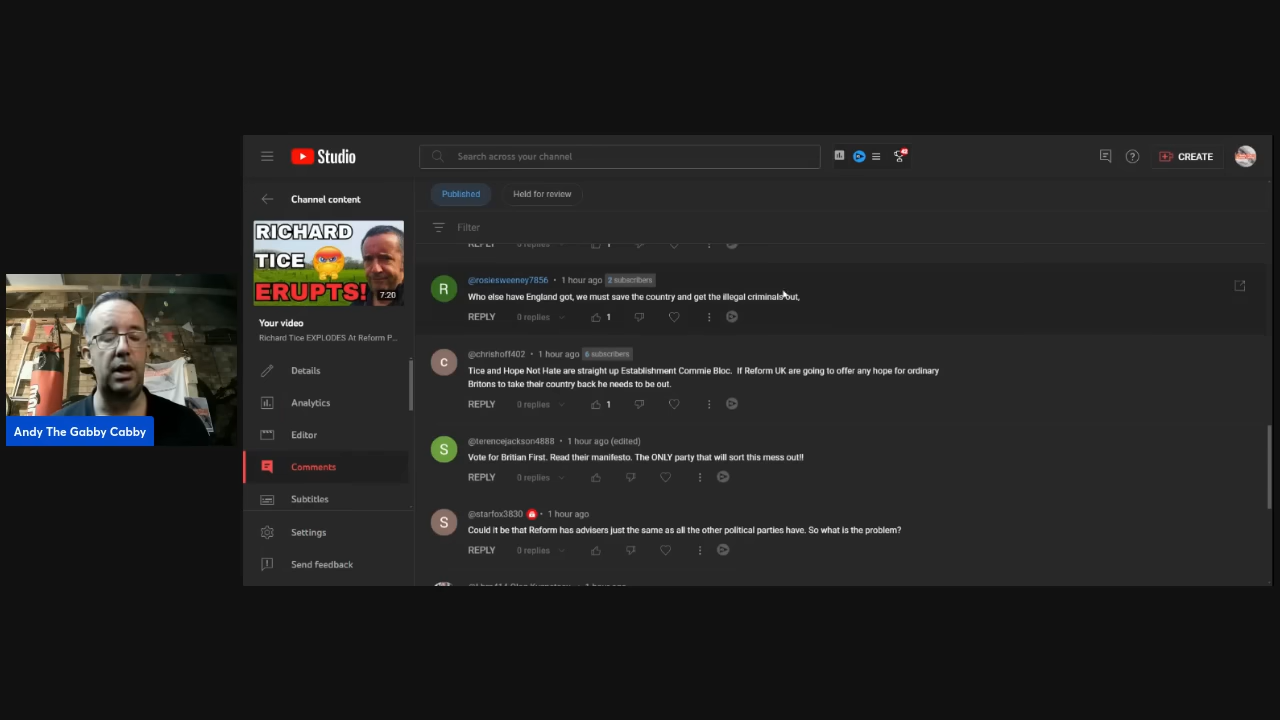 Studio
Search across your channel
CREATE
Channel content
Published
Held for review
Filter
RICHARD
TICE
ERUPTS!
7:20
REPLY 0 replies 1
@rosiesweeney7856 • 1 hour ago 2 subscribers
Who else have England got, we must save the country and get the illegal criminals out,
REPLY 0 replies 1
Your video
Richard Tice EXPLODES At Reform P...
@chrishoff402 • 1 hour ago 6 subscribers
Tice and Hope Not Hate are straight up Establishment Commie Bloc. If Reform UK are going to offer any hope for ordinary
Britons to take their country back he needs to be out.
REPLY 0 replies 1
Details
Analytics
Editor
Comments
Subtitles
Settings
Send feedback
@terencejackson4888 • 1 hour ago (edited)
Vote for Britian First. Read their manifesto. The ONLY party that will sort this mess out!!
REPLY 0 replies
@starfox3830 • 1 hour ago
Could it be that Reform has advisers just the same as all the other political parties have. So what is the problem?
REPLY 0 replies
Andy The Gabby Cabby